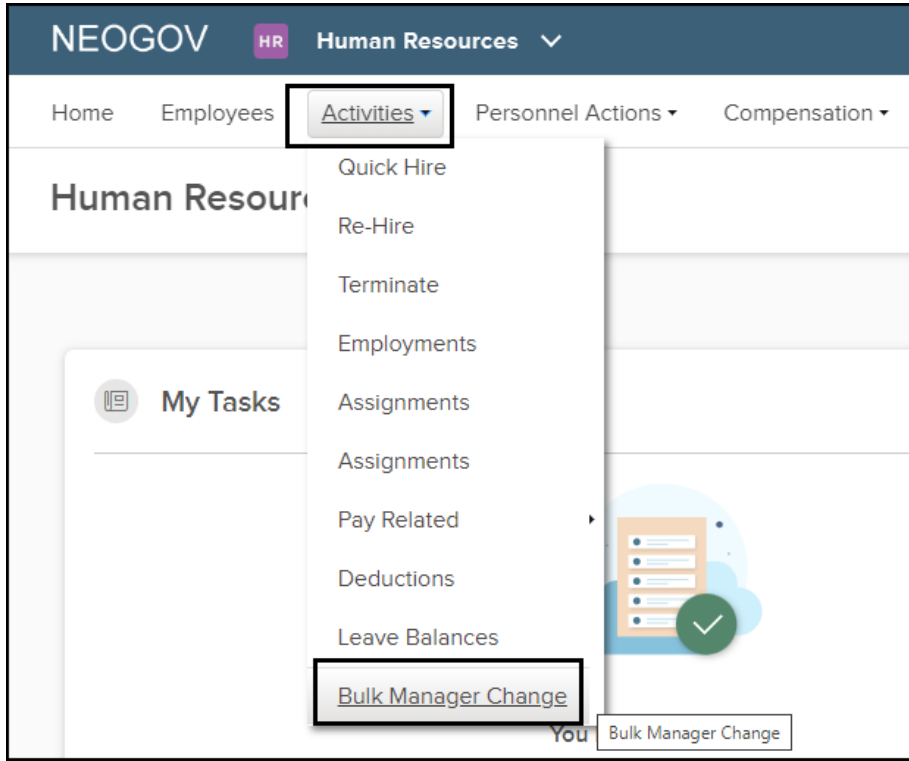 NEOGOV HR Human Resources
Home Employees Activities Personnel Actions Compensation
Human
Quick Hire
Re-Hire
Terminate
Employments
My Tasks
Assignments
Assignments
Pay Related
Deductions
Leave Balances
Bulk Manager Change
You
Bulk Manager Change